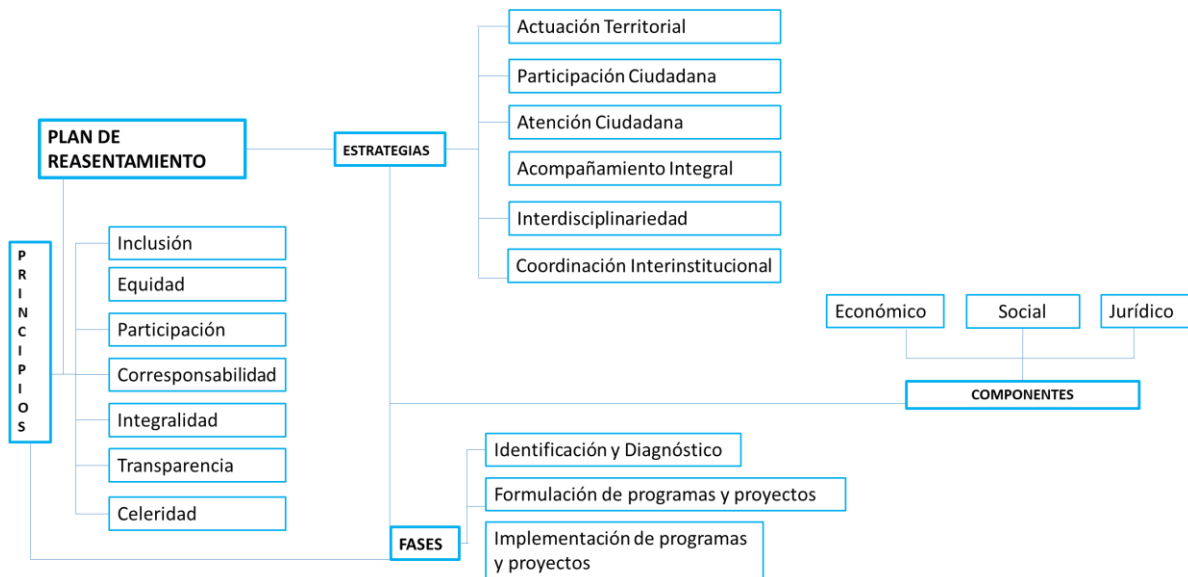 PLAN DE
REASENTAMIENTO
ESTRATEGIAS
Actuación Territorial
Participación Ciudadana
Atención Ciudadana
Acompañamiento Integral
Interdisciplinariedad
Coordinación Interinstitucional
PRINCIPIOS
Inclusión
Equidad
Participación
Corresponsabilidad
Integralidad
Transparencia
Celeridad
Económico
Social
Jurídico
COMPONENTES
FASES
Identificación y Diagnóstico
Formulación de programas y proyectos
Implementación de programas
y proyectos